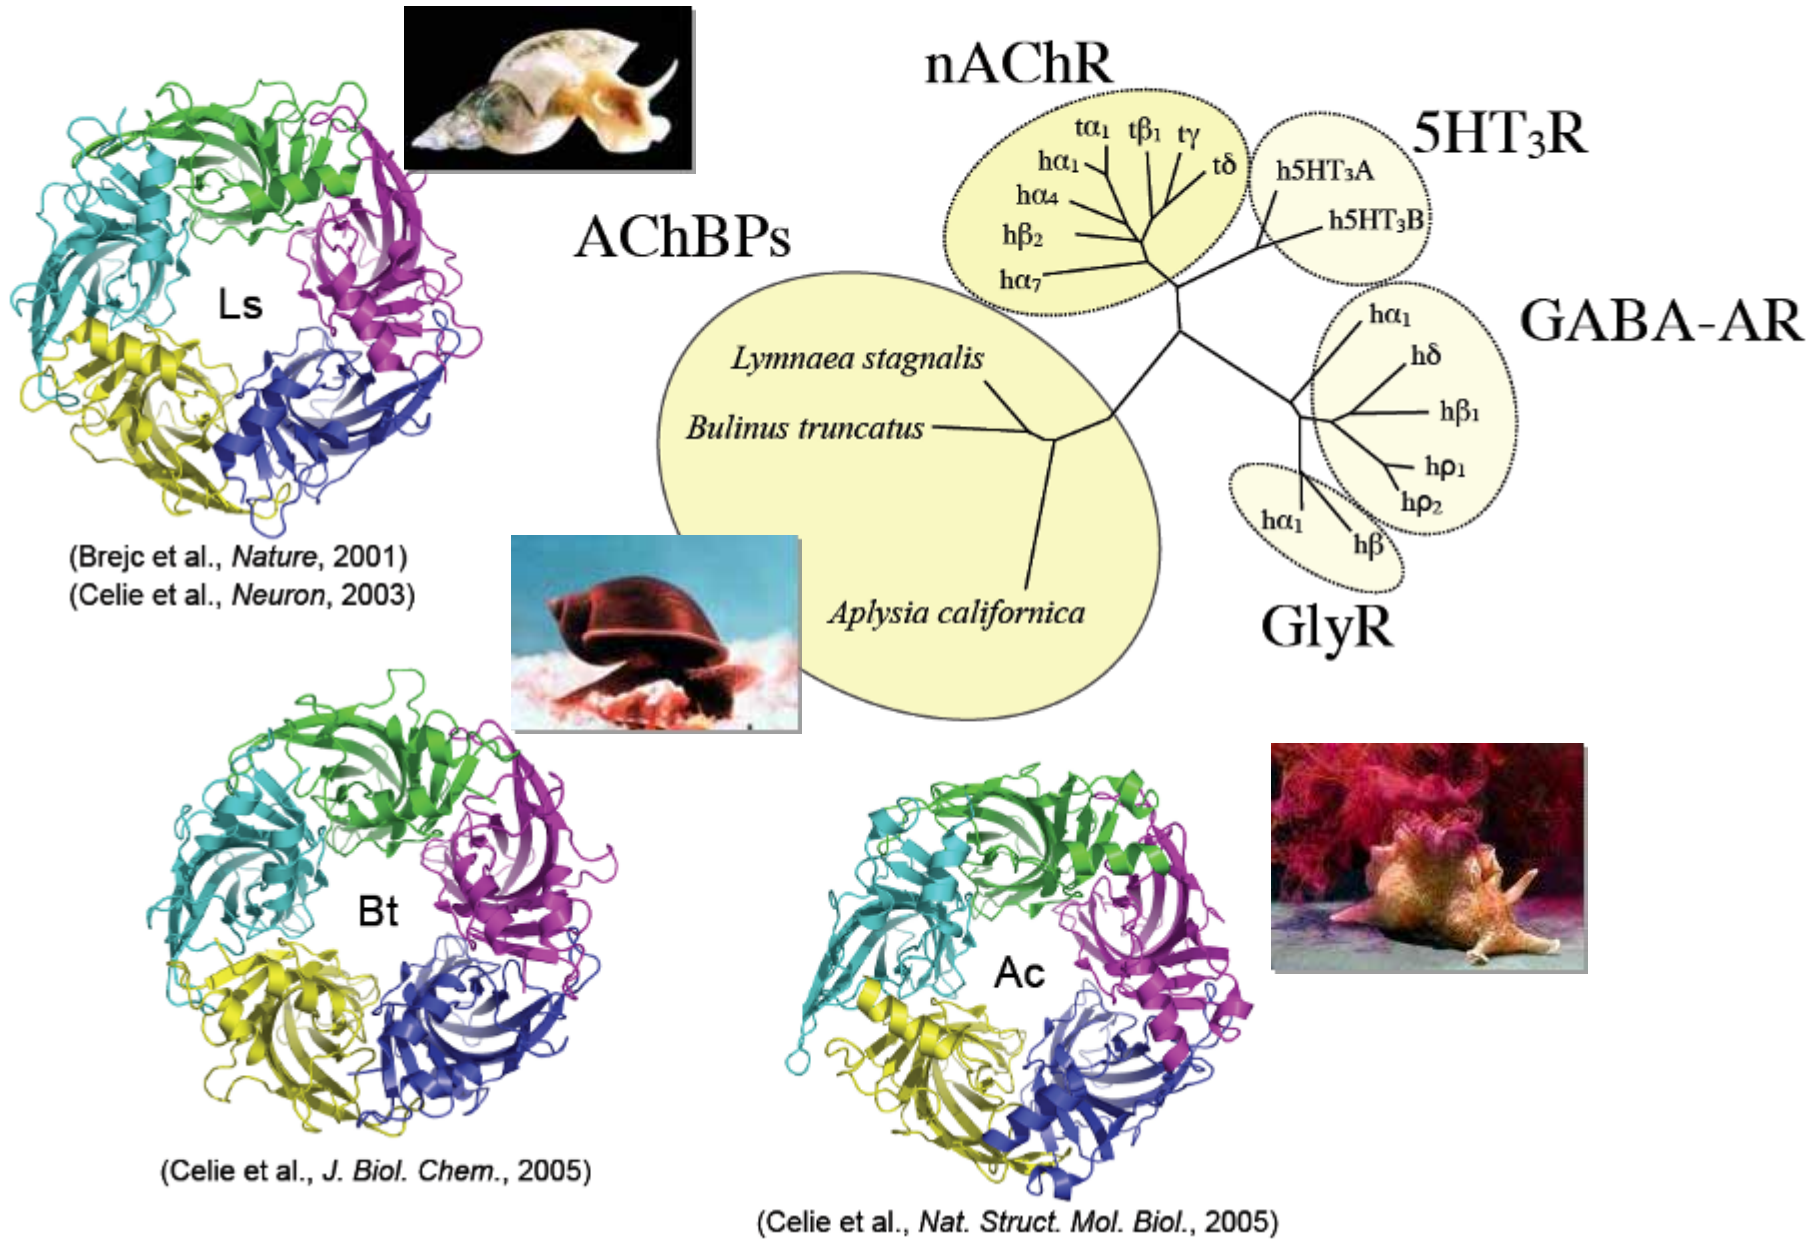 nAChR
5HT₃R
AChBPs
GABA-AR
GlyR
tα₁ tβ₁ tγ
hα₁ tδ
hα₄
hβ₂
hα₇
h5HT₃A
h5HT₃B
hα₁
hδ
hβ₁
hρ₁
hρ₂
hα₁
hβ
Lymnaea stagnalis
Bulinus truncatus
Aplysia californica
Ls
(Brejc et al., Nature, 2001)
(Celie et al., Neuron, 2003)
Bt
(Celie et al., J. Biol. Chem., 2005)
Ac
(Celie et al., Nat. Struct. Mol. Biol., 2005)